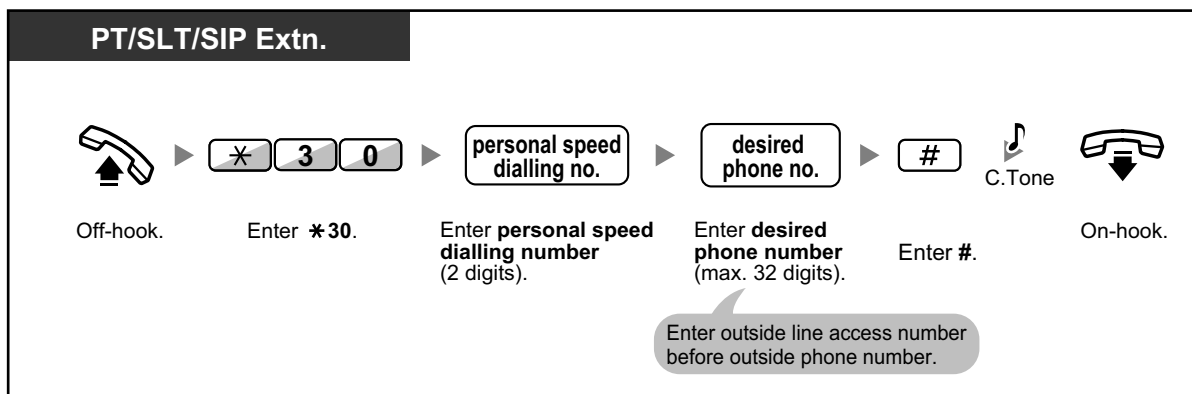 PT/SLT/SIP Extn.
* 3 0
personal speed
dialling no.
desired
phone no.
#
C.Tone
Off-hook.
Enter *30.
Enter personal speed
dialling number
(2 digits).
Enter desired
phone number
(max. 32 digits).
Enter #.
On-hook.
Enter outside line access number
before outside phone number.